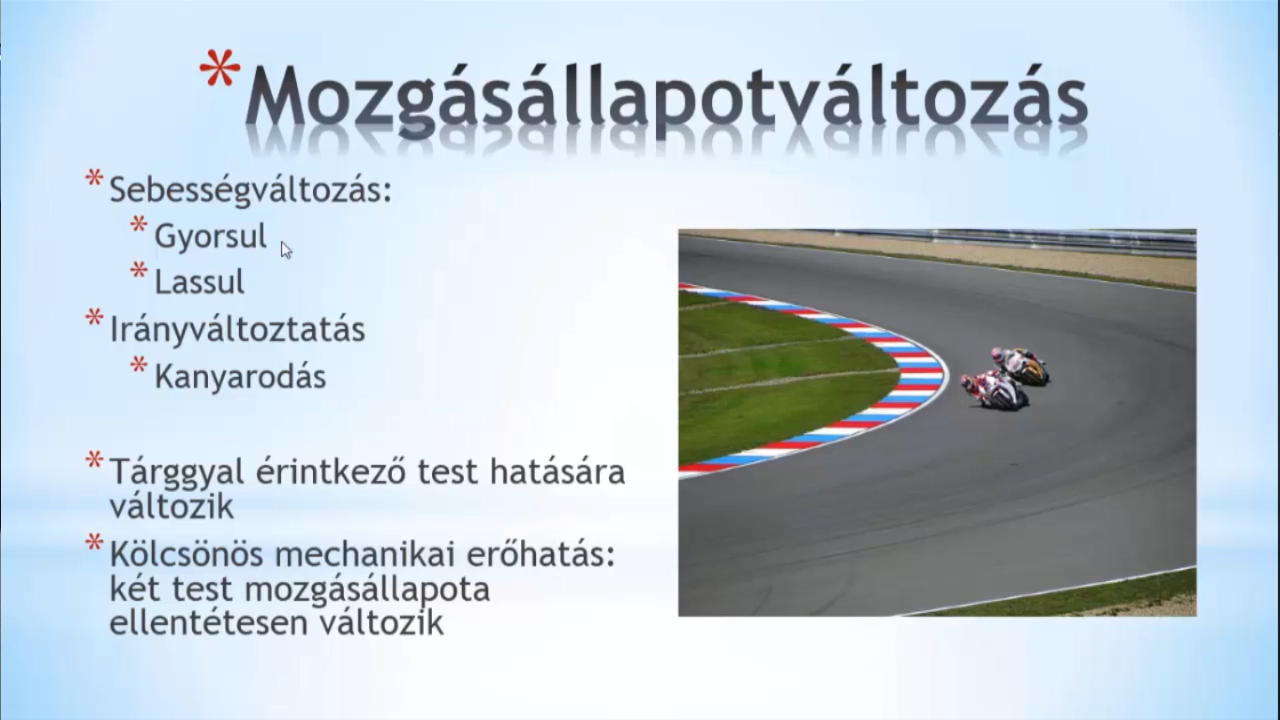 *Mozgásállapotváltozás
*Sebességváltozás:
*Gyorsul
*Lassul
*Irányváltoztatás
*Kanyarodás
*Tárggyal érintkező test hatására
változik
*Kölcsönös mechanikai erőhatás:
két test mozgásállapota
ellentétesen változik